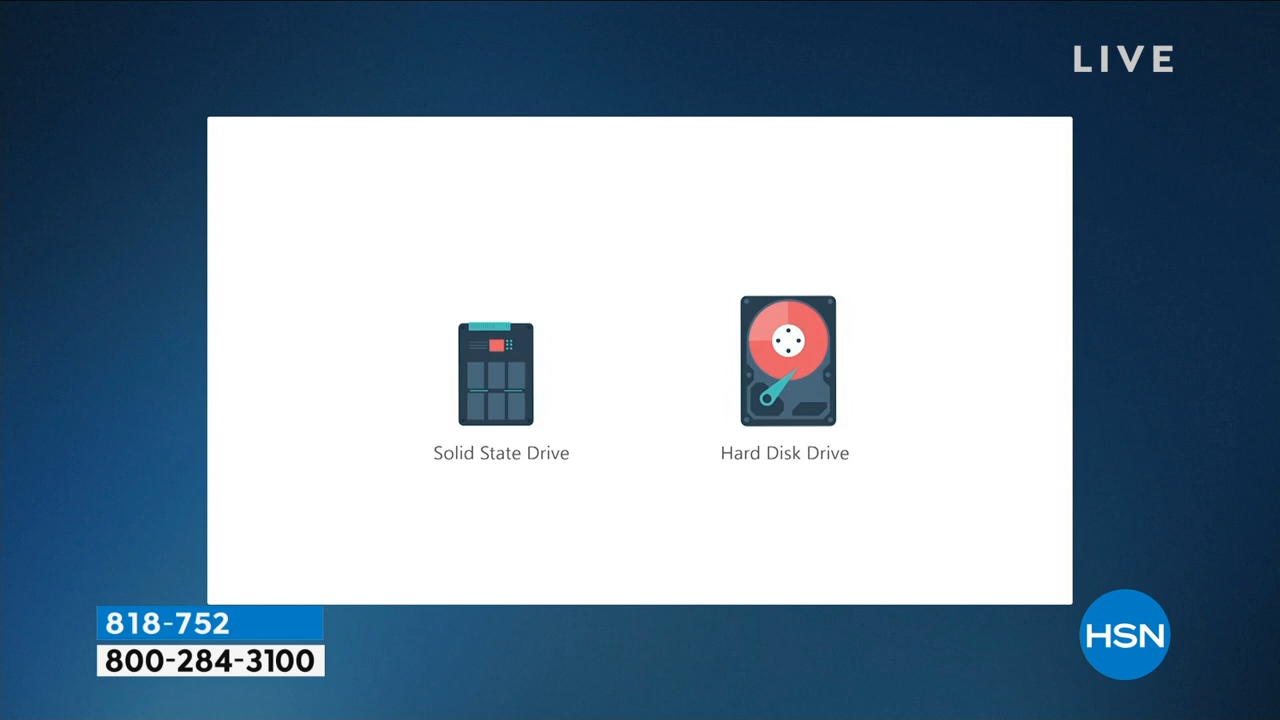 LIVE
Solid State Drive
Hard Disk Drive
818-752
800-284-3100
HSN